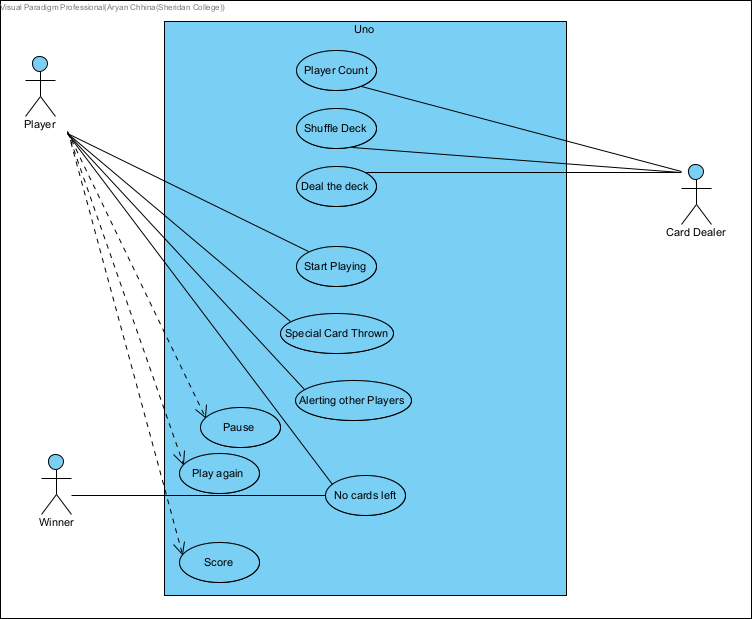 Visual Paradigm Professional(Aryan Chhina(Sheridan College))
Uno
Player Count
Player
Shuffle Deck
Deal the deck
Card Dealer
Start Playing
Special Card Thrown
Alerting other Players
Pause
Play again
No cards left
Winner
Score